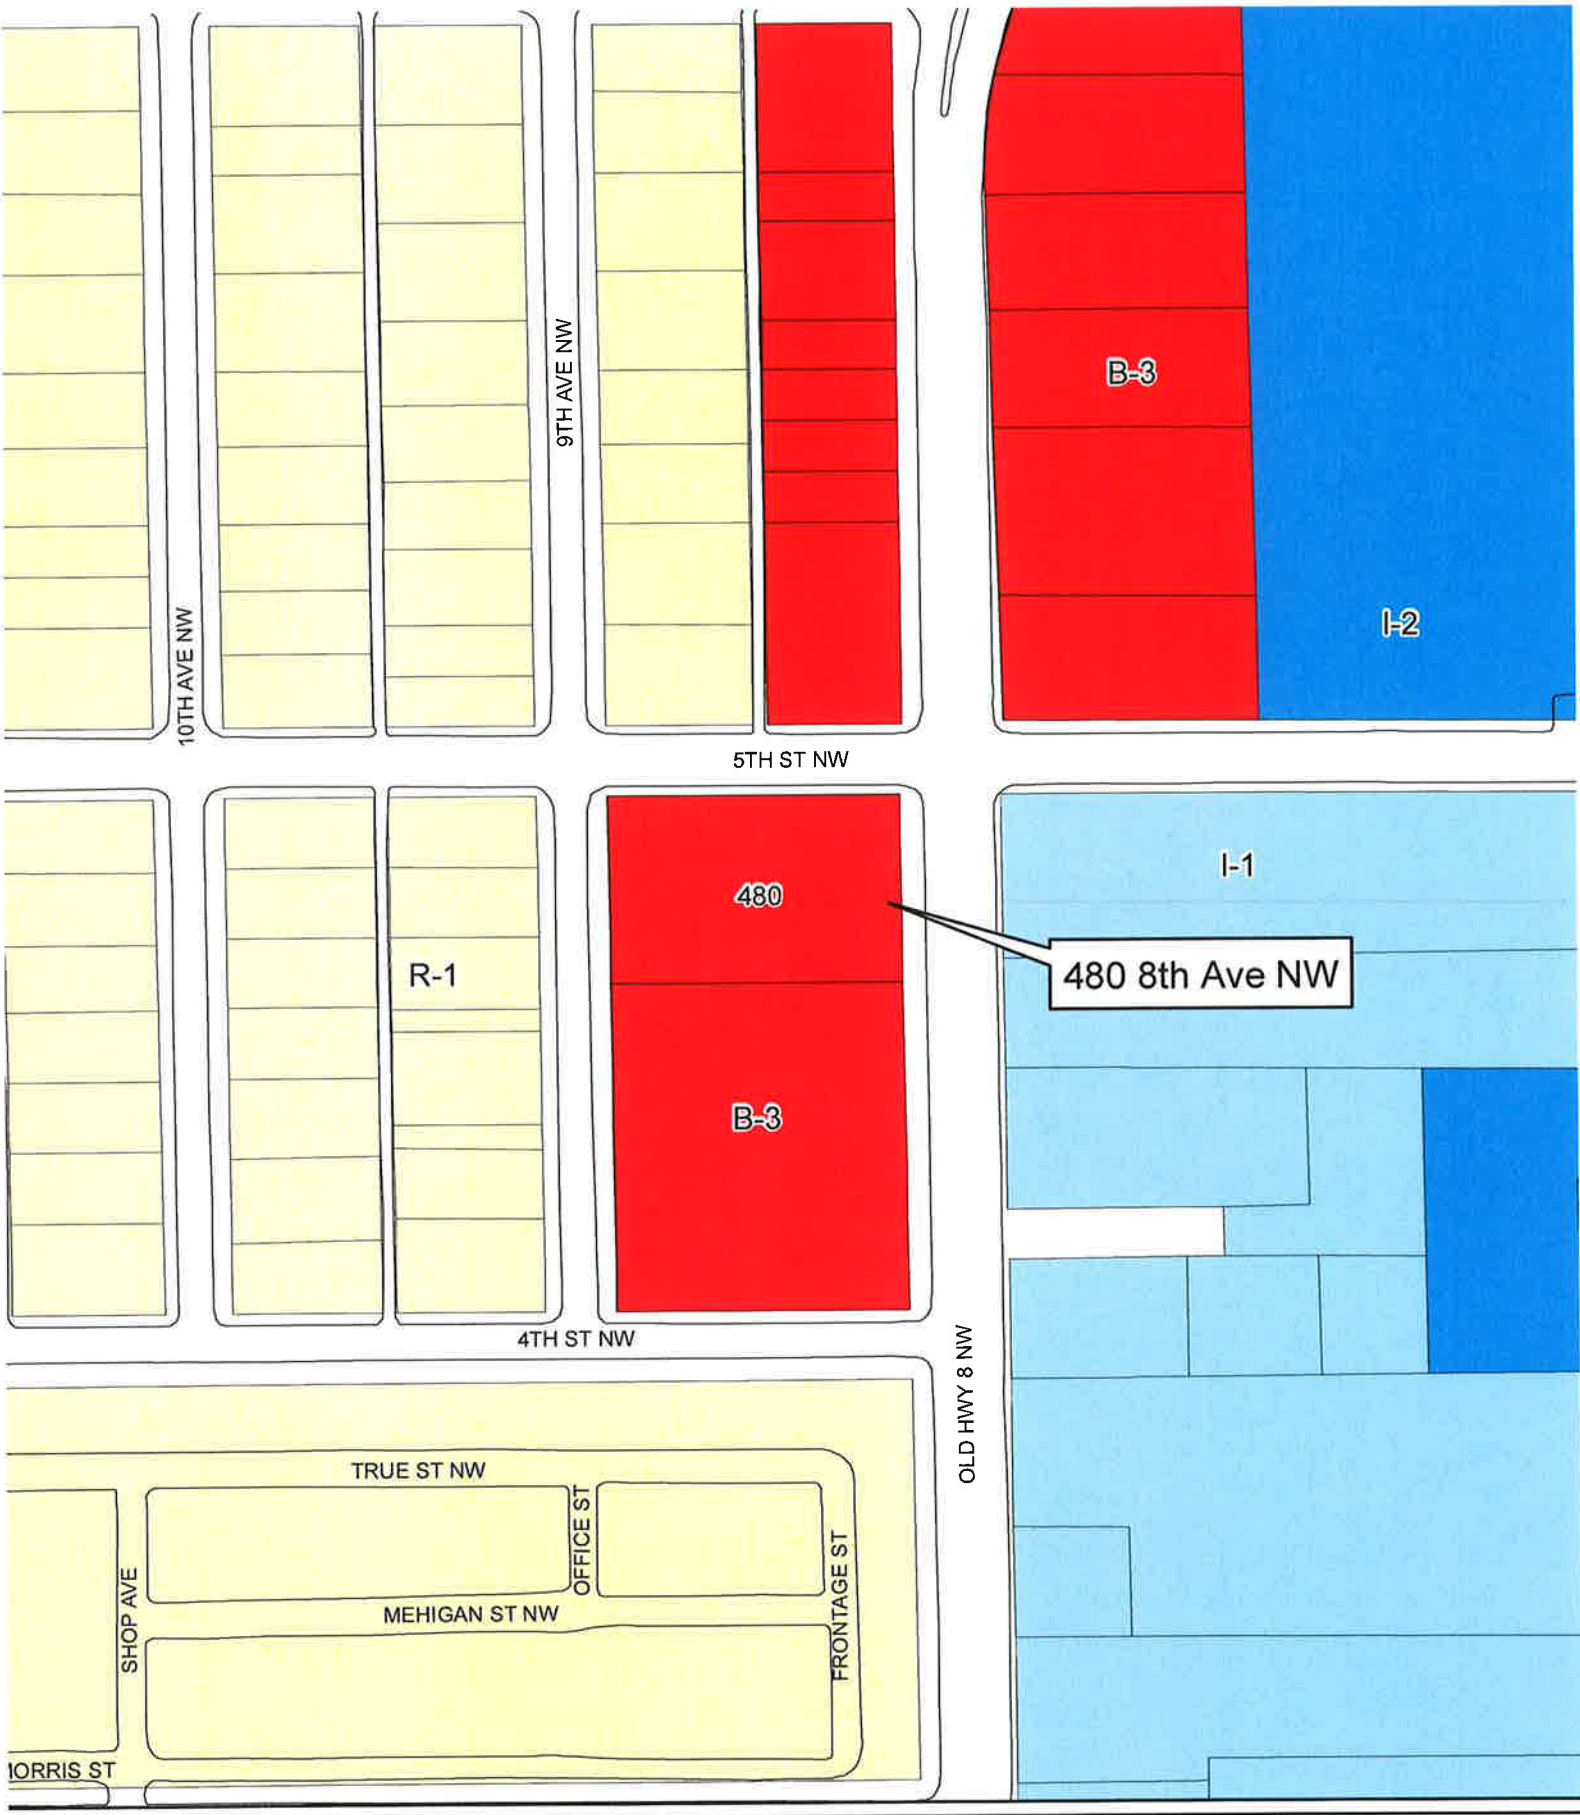 9TH AVE NW
B-3
I-2
10TH AVE NW
5TH ST NW
I-1
480
R-1
480 8th Ave NW
B-3
4TH ST NW
OLD HWY 8 NW
TRUE ST NW
OFFICE ST
FRONTAGE ST
SHOP AVE
MEHIGAN ST NW
ORRIS ST